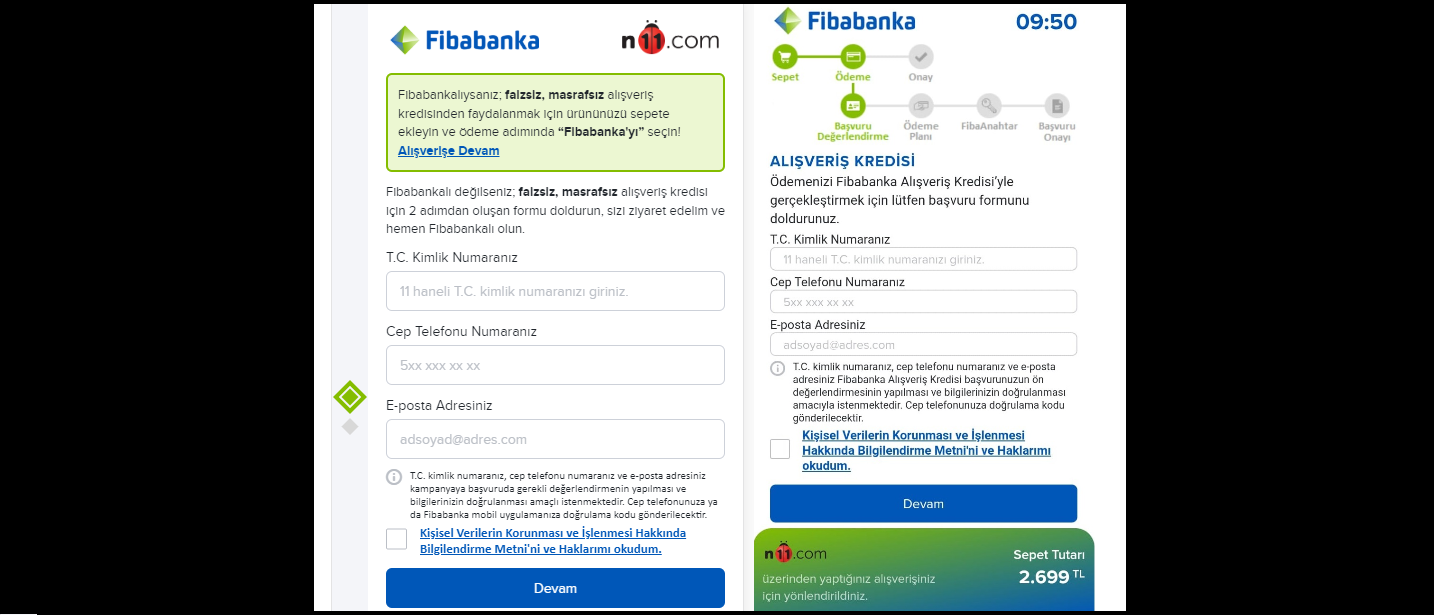 Fibabanka
n11.com
Fibabankalıysanız; faizsiz, masrafsız alışveriş
kredisinden faydalanmak için ürününüzü sepete
ekleyin ve ödeme adımında “Fibabanka’yı” seçin!
Alışverişe Devam
Fibabankalı değilseniz; faizsiz, masrafsız alışveriş kredisi
için 2 adımdan oluşan formu doldurun, sizi ziyaret edelim ve
hemen Fibabankalı olun.
T.C. Kimlik Numaranız
11 haneli T.C. kimlik numaranızı giriniz.
Cep Telefonu Numaranız
5xx xxx xx xx
E-posta Adresiniz
adsoyad@adres.com
T.C. kimlik numaranız, cep telefonu numaranız ve e-posta adresiniz
kampanyaya başvuruda gerekli değerlendirmenin yapılması ve
bilgilerinizin doğrulanması amaçlı istenmektedir. Cep telefonunuza ya
da Fibabanka mobil uygulamanıza doğrulama kodu gönderilecektir.
Kişisel Verilerin Korunması ve İşlenmesi Hakkında
Bilgilendirme Metni'ni ve Haklarımı okudum.
Devam
Fibabanka
09:50
Sepet
Ödeme
Onay
Başvuru
Değerlendirme
Ödeme
Planı
FibaAnahtar
Başvuru
Onayı
ALIŞVERİŞ KREDİSİ
Ödemenizi Fibabanka Alışveriş Kredisi’yle
gerçekleştirmek için lütfen başvuru formunu
doldurunuz.
T.C. Kimlik Numaranız
11 haneli T.C. kimlik numaranızı giriniz.
Cep Telefonu Numaranız
5xx xxx xx xx
E-posta Adresiniz
adsoyad@adres.com
T.C. kimlik numaranız, cep telefonu numaranız ve e-posta
adresiniz Fibabanka Alışveriş Kredisi başvurunuzun ön
değerlendirmesinin yapılması ve bilgilerinizin doğrulanması
amacıyla istenmektedir. Cep telefonunuza doğrulama kodu
gönderilecektir.
Kişisel Verilerin Korunması ve İşlenmesi
Hakkında Bilgilendirme Metni'ni ve Haklarımı
okudum.
Devam
n11.com
üzerinden yaptığınız alışverişiniz
için yönlendirildiniz.
Sepet Tutarı
2.699 TL